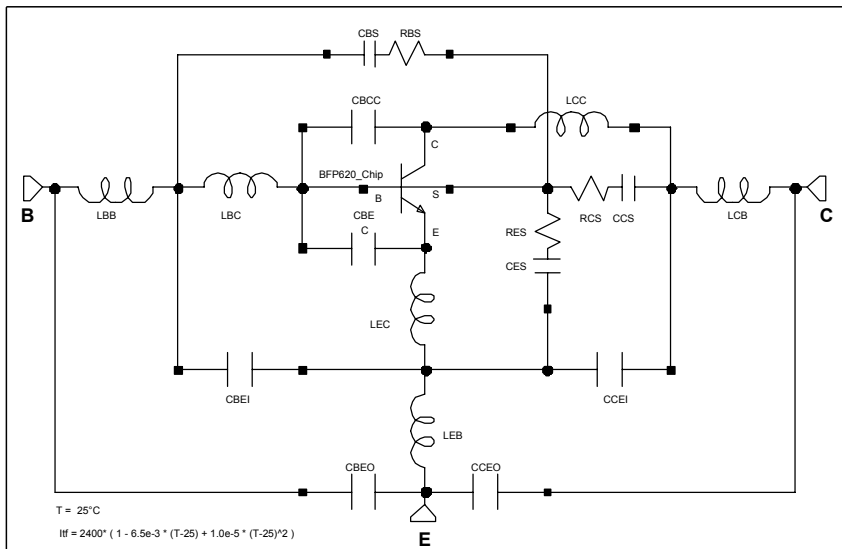 CBS RBS
CBCC
LCC
C
BFP620_Chip
B
S
B
LBB
LBC
CBE
C
E
RES
RCS CCS
LCB
C
CES
LEC
CBEI
CCEI
LEB
CBEO
CCEO
T = 25°C
Itf = 2400* ( 1 - 6.5e-3 * (T-25) + 1.0e-5 * (T-25)^2 )
E